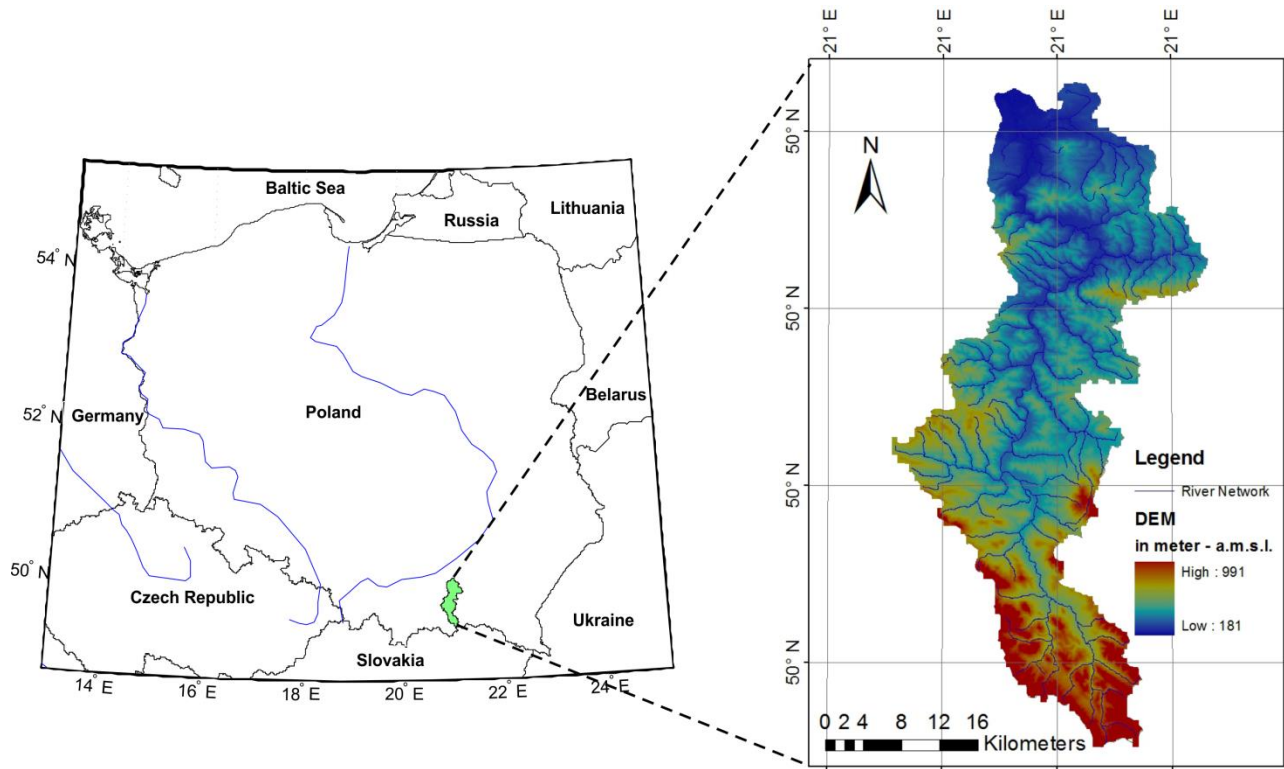 Baltic Sea
Russia
Lithuania
54° N
Germany
Poland
Belarus
52° N
50° N
Czech Republic
Slovakia
Ukraine
14° E
16° E
18° E
20° E
22° E
24° E
21° E
21° E
21° E
21° E
50° N
50° N
50° N
50° N
N
Legend
River Network
DEM
in meter - a.m.s.l.
High : 991
Low : 181
0 2 4 8 12 16
Kilometers